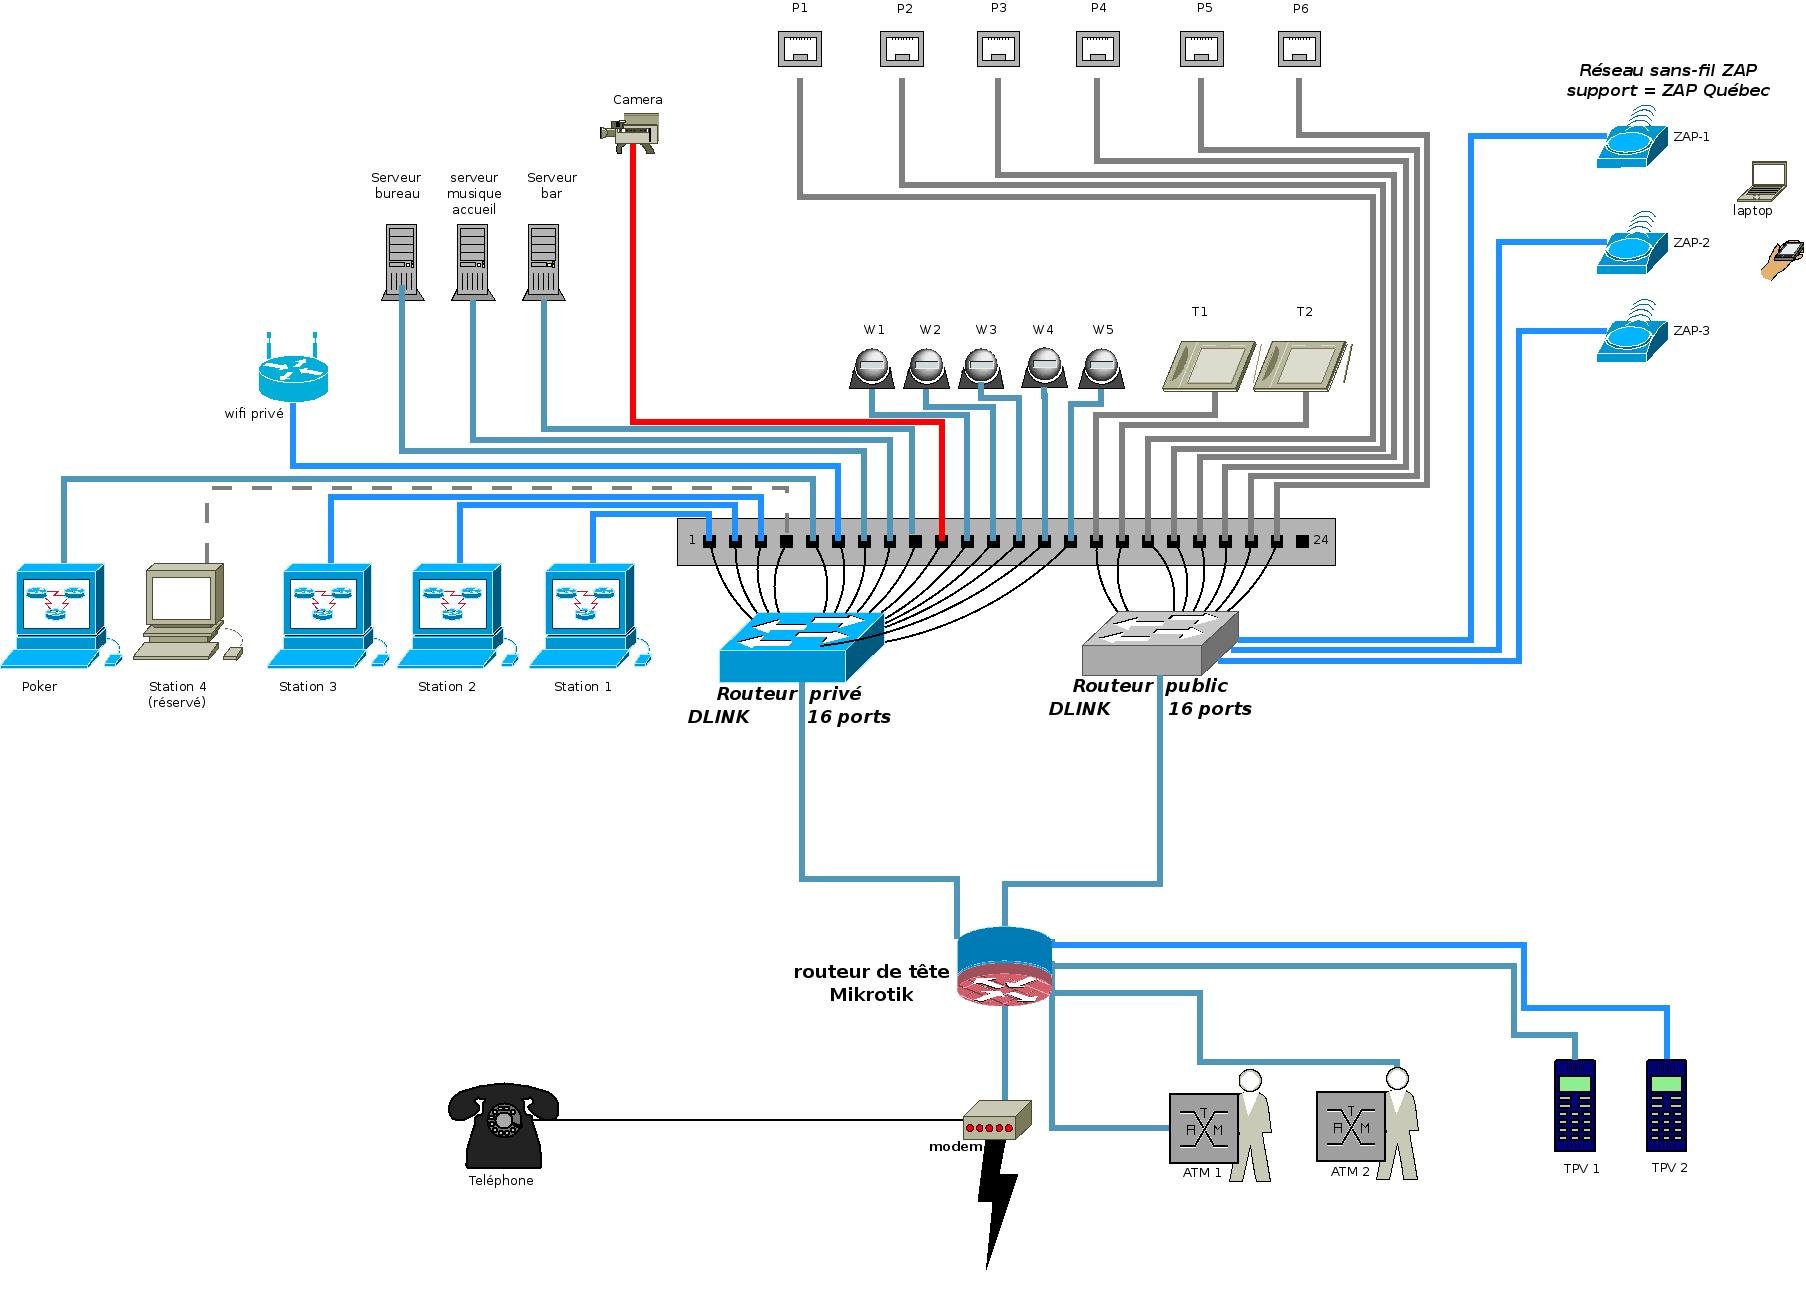 P1
P2
P3
P4
P5
P6
Réseau sans-fil ZAP
support = ZAP Québec
Camera
ZAP-1
Serveur
bureau
serveur
musique
accueil
Serveur
bar
laptop
ZAP-2
T1
T2
W1
W2
W3
W4
W5
ZAP-3
wifi privé
1
24
Poker
Station 4
(réservé)
Station 3
Station 2
Station 1
Routeur privé
DLINK 16 ports
Routeur public
DLINK 16 ports
routeur de tête
Mikrotik
modem
Teléphone
A T M
ATM 1
A T M
ATM 2
TPV 1
TPV 2